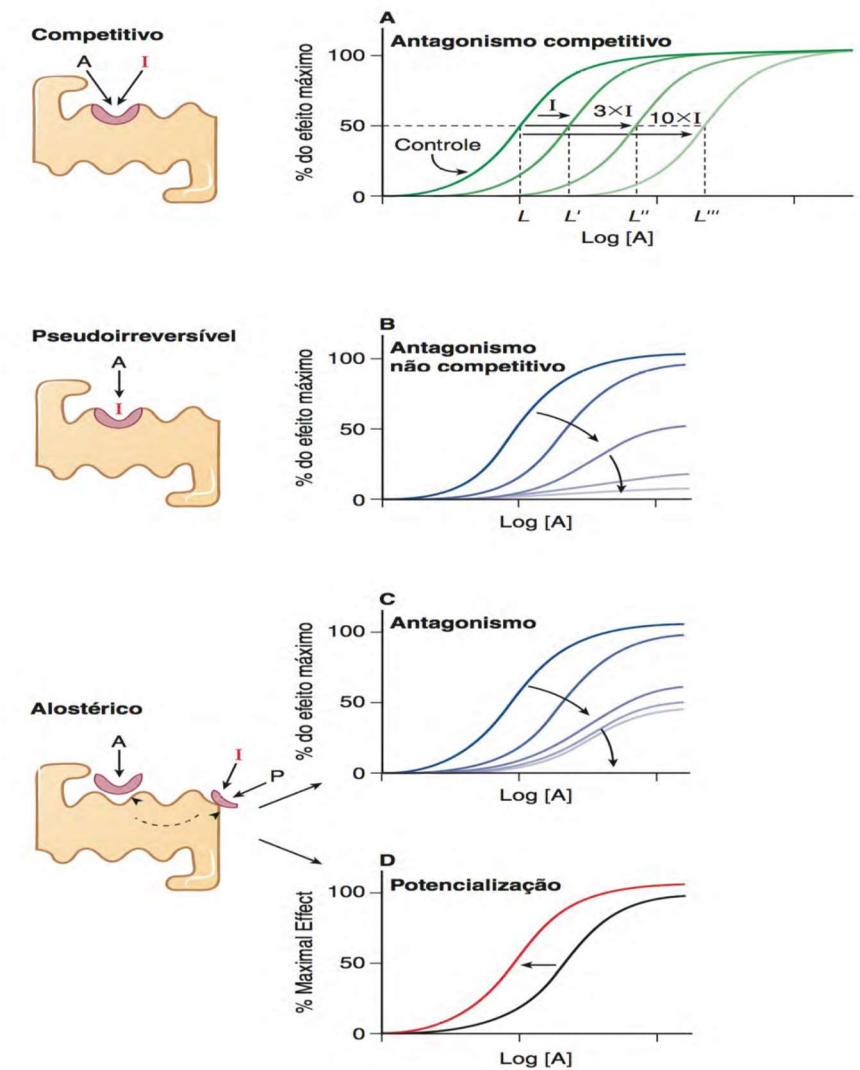 Competitivo
A
I
A
Antagonismo competitivo
% do efeito máximo
100
50
0
I
3×I
10×I
Controle
L
L'
L''
L'''
Log [A]
Pseudoirreversível
A
I
B
Antagonismo
não competitivo
% do efeito máximo
100
50
0
Log [A]
Alostérico
A
I
P
C
Antagonismo
% do efeito máximo
100
50
0
Log [A]
D
Potencialização
% Maximal Effect
100
50
0
Log [A]